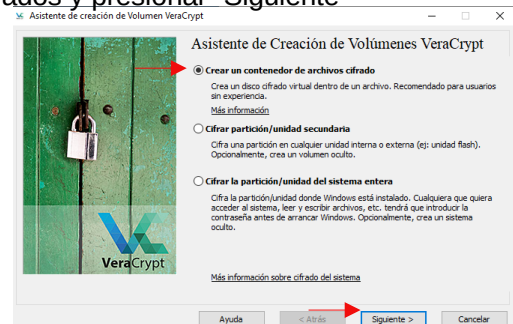 ados y presionar "Siguiente"
Asistente de creación de Volumen VeraCrypt
Asistente de Creación de Volúmenes VeraCrypt
Crear un contenedor de archivos cifrado
Crea un disco cifrado virtual dentro de un archivo. Recomendado para usuarios
sin experiencia.
Más información
Cifrar partición/unidad secundaria
Cifra una partición en cualquier unidad interna o externa (ej: unidad flash).
Opcionalmente, crea un volumen oculto.
Cifrar la partición/unidad del sistema entera
Cifra la partición/unidad donde Windows está instalado. Cualquiera que quiera
acceder al sistema, leer y escribir archivos, etc. tendrá que introducir la
contraseña antes de arrancar Windows. Opcionalmente, crea un sistema
oculto.
VeraCrypt
Más información sobre cifrado del sistema
Ayuda
< Atrás
Siguiente >
Cancelar